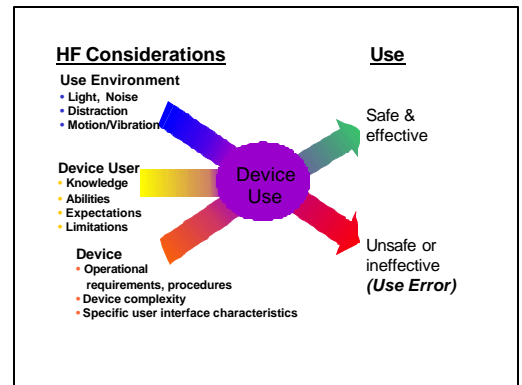 HF Considerations
Use
Use Environment
• Light, Noise
• Distraction
• Motion/Vibration
Device User
• Knowledge
• Abilities
• Expectations
• Limitations
Device
• Operational
requirements, procedures
• Device complexity
• Specific user interface characteristics
Device
Use
Safe &
effective
Unsafe or
ineffective
(Use Error)